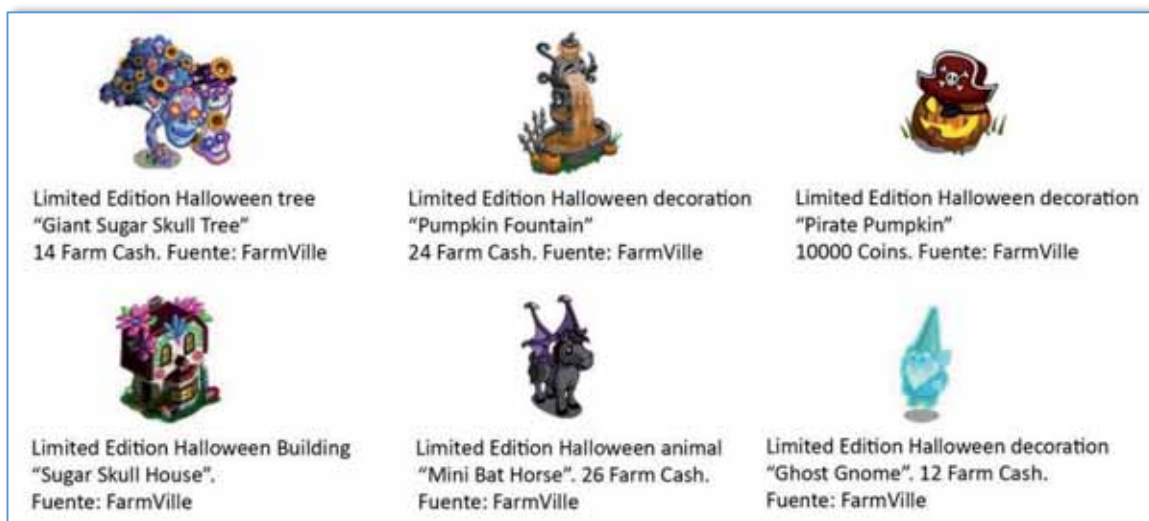 Limited Edition Halloween tree
“Giant Sugar Skull Tree”
14 Farm Cash. Fuente: FarmVille
Limited Edition Halloween decoration
“Pumpkin Fountain”
24 Farm Cash. Fuente: FarmVille
Limited Edition Halloween decoration
“Pirate Pumpkin”
10000 Coins. Fuente: FarmVille
Limited Edition Halloween Building
“Sugar Skull House”.
Fuente: FarmVille
Limited Edition Halloween animal
“Mini Bat Horse”. 26 Farm Cash.
Fuente: FarmVille
Limited Edition Halloween decoration
“Ghost Gnome”. 12 Farm Cash.
Fuente: FarmVille